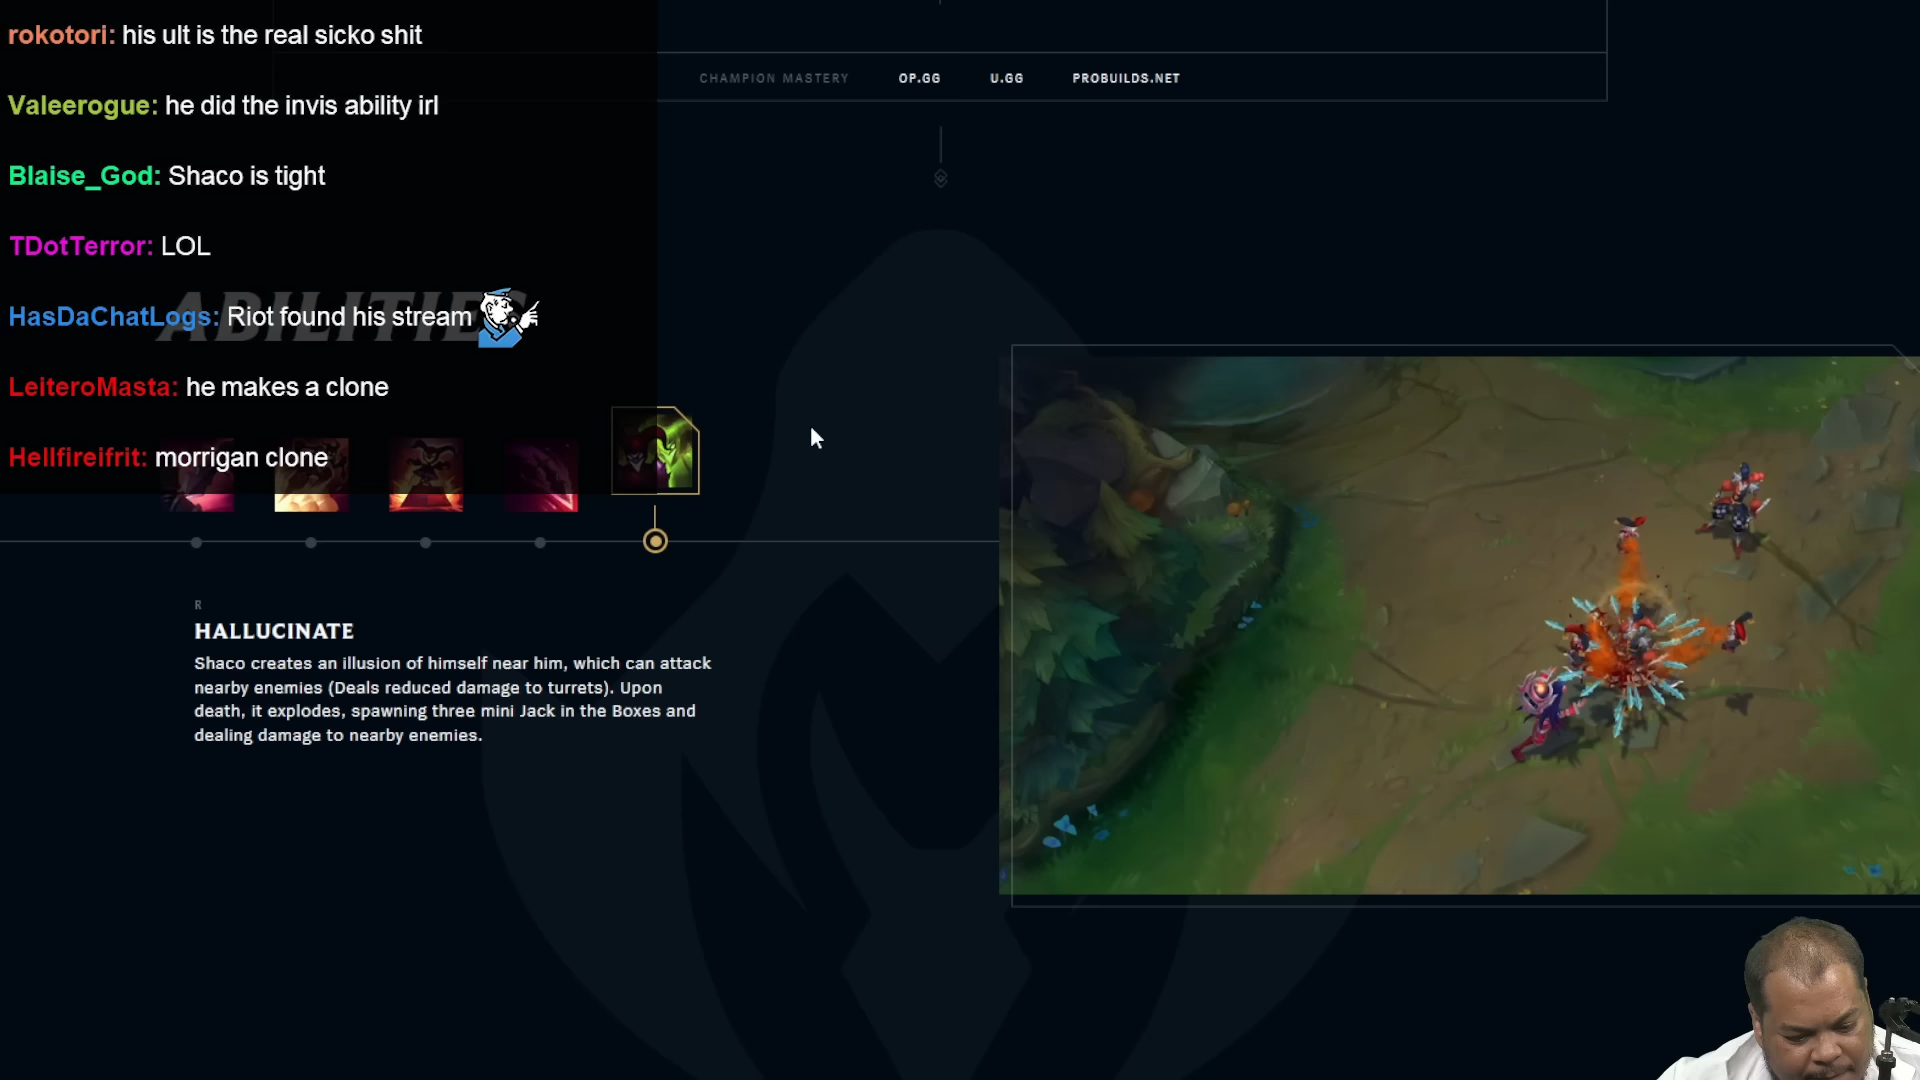 rokotori: his ult is the real sicko shit
CHAMPION MASTERY OP.GG U.GG PROBUILDS.NET
Valeerogue: he did the invis ability irl
Blaise_God: Shaco is tight
TDotTerror: LOL
ABILITIES
HasDaChatLogs: Riot found his stream
LeiteroMasta: he makes a clone
Hellfireifrit: morrigan clone
R
HALLUCINATE
Shaco creates an illusion of himself near him, which can attack
nearby enemies (Deals reduced damage to turrets). Upon
death, it explodes, spawning three mini Jack in the Boxes and
dealing damage to nearby enemies.